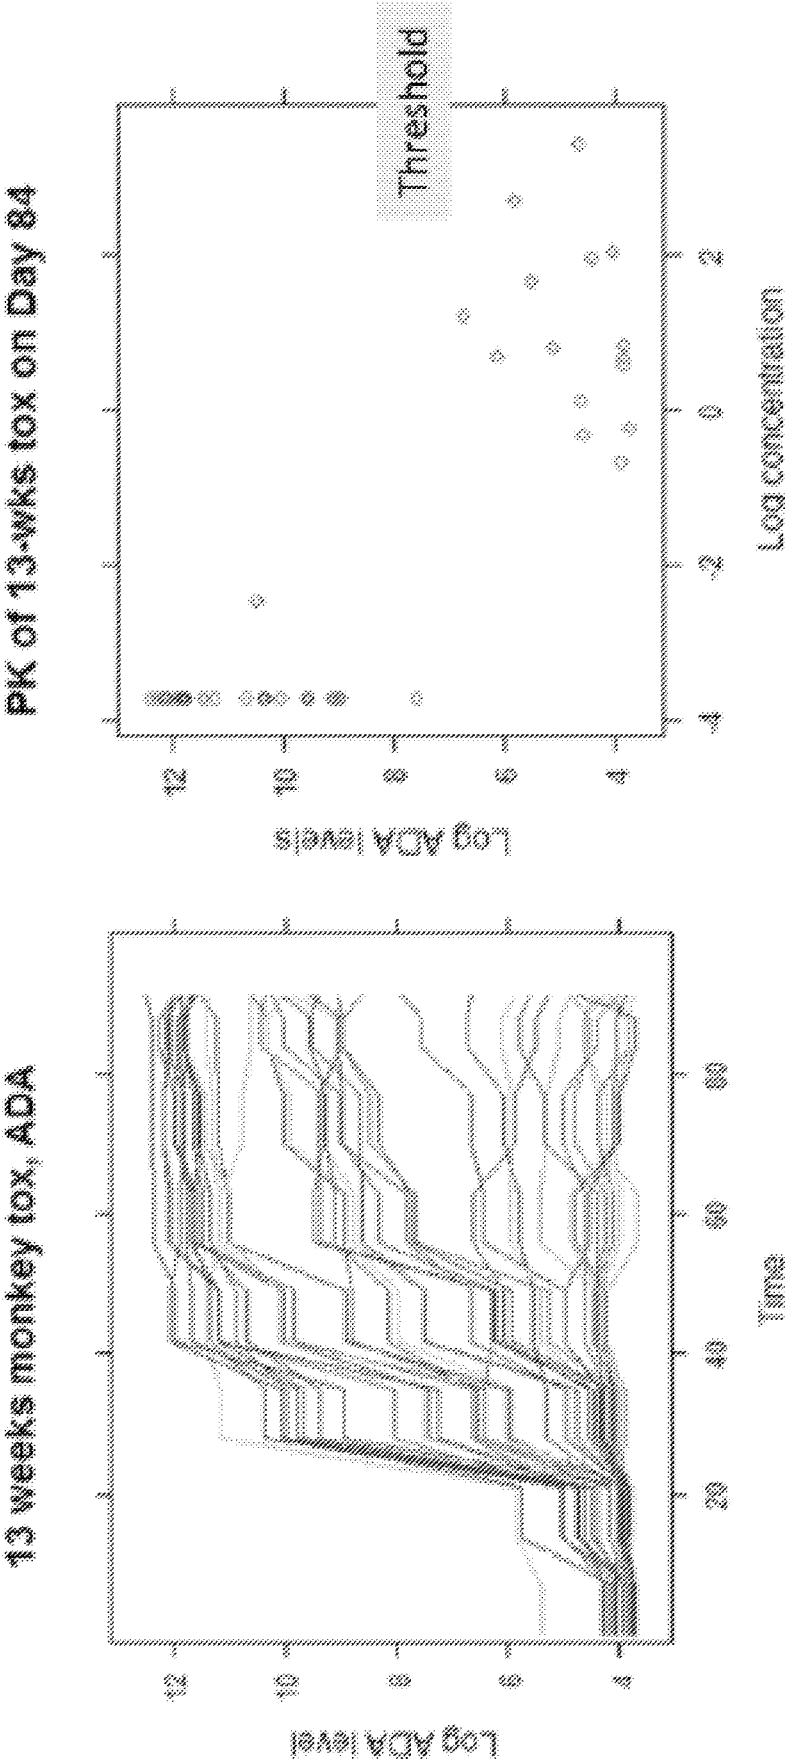 13 weeks monkey tox, ADA
Log ADA level
12
10
8
6
4
20
40
60
80
Time
PK of 13-wks tox on Day 84
Log ADA levels
12
10
8
6
4
-4
-2
0
2
Log concentration
Threshold